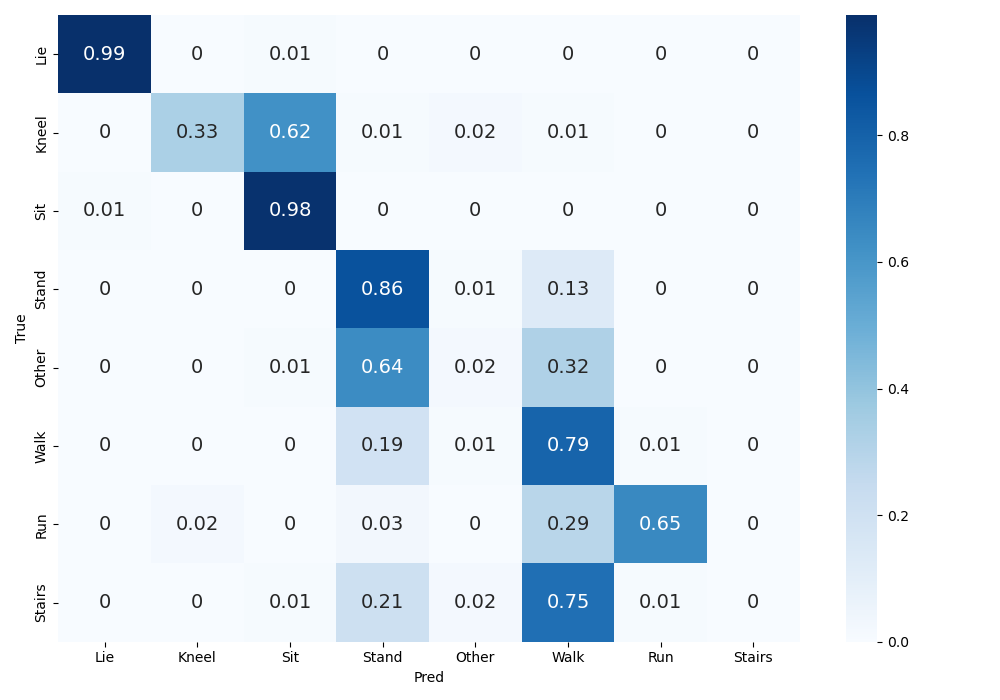 Lie 0.99 0 0.01 0 0 0 0 0
Kneel 0 0.33 0.62 0.01 0.02 0.01 0 0
Sit 0.01 0 0.98 0 0 0 0 0
Stand 0 0 0 0.86 0.01 0.13 0 0
Other 0 0 0.01 0.64 0.02 0.32 0 0
Walk 0 0 0 0.19 0.01 0.79 0.01 0
Run 0 0.02 0 0.03 0 0.29 0.65 0
Stairs 0 0 0.01 0.21 0.02 0.75 0.01 0
Lie Kneel Sit Stand Other Walk Run Stairs
Pred
True
0.8
0.6
0.4
0.2
0.0